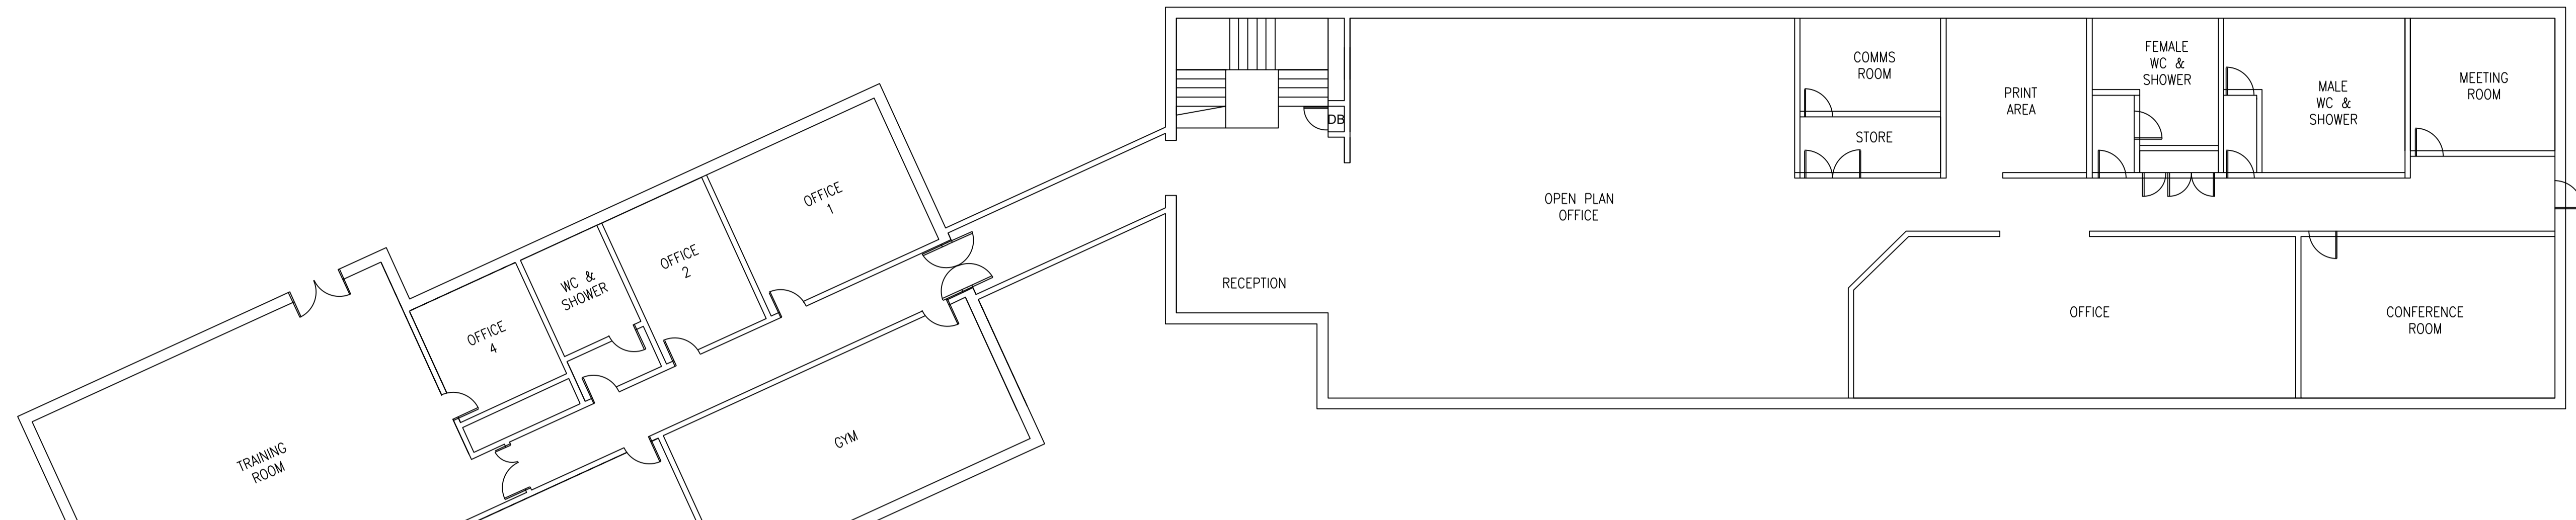 TRAINING
ROOM
OFFICE
4
WC &
SHOWER
OFFICE
2
OFFICE
1
GYM
DB
RECEPTION
OPEN PLAN
OFFICE
COMMS
ROOM
STORE
PRINT
AREA
FEMALE
WC &
SHOWER
MALE
WC &
SHOWER
MEETING
ROOM
OFFICE
CONFERENCE
ROOM